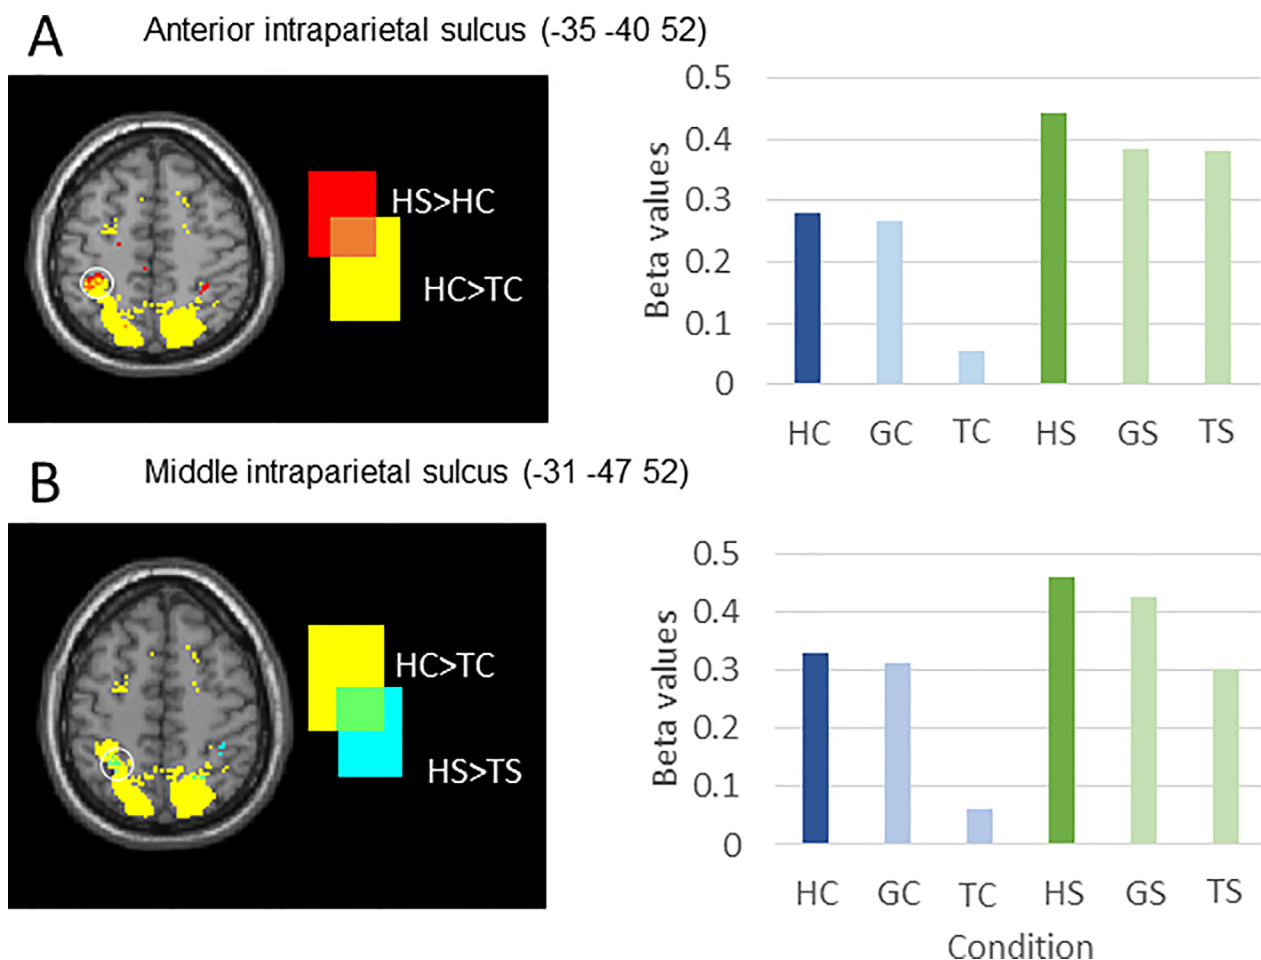 A
Anterior intraparietal sulcus (-35 -40 52)
HS>HC
HC>TC
Beta values
0.5
0.4
0.3
0.2
0.1
0
HC GC TC HS GS TS
B
Middle intraparietal sulcus (-31 -47 52)
HC>TC
HS>TS
Beta values
0.5
0.4
0.3
0.2
0.1
0
HC GC TC HS GS TS
Condition